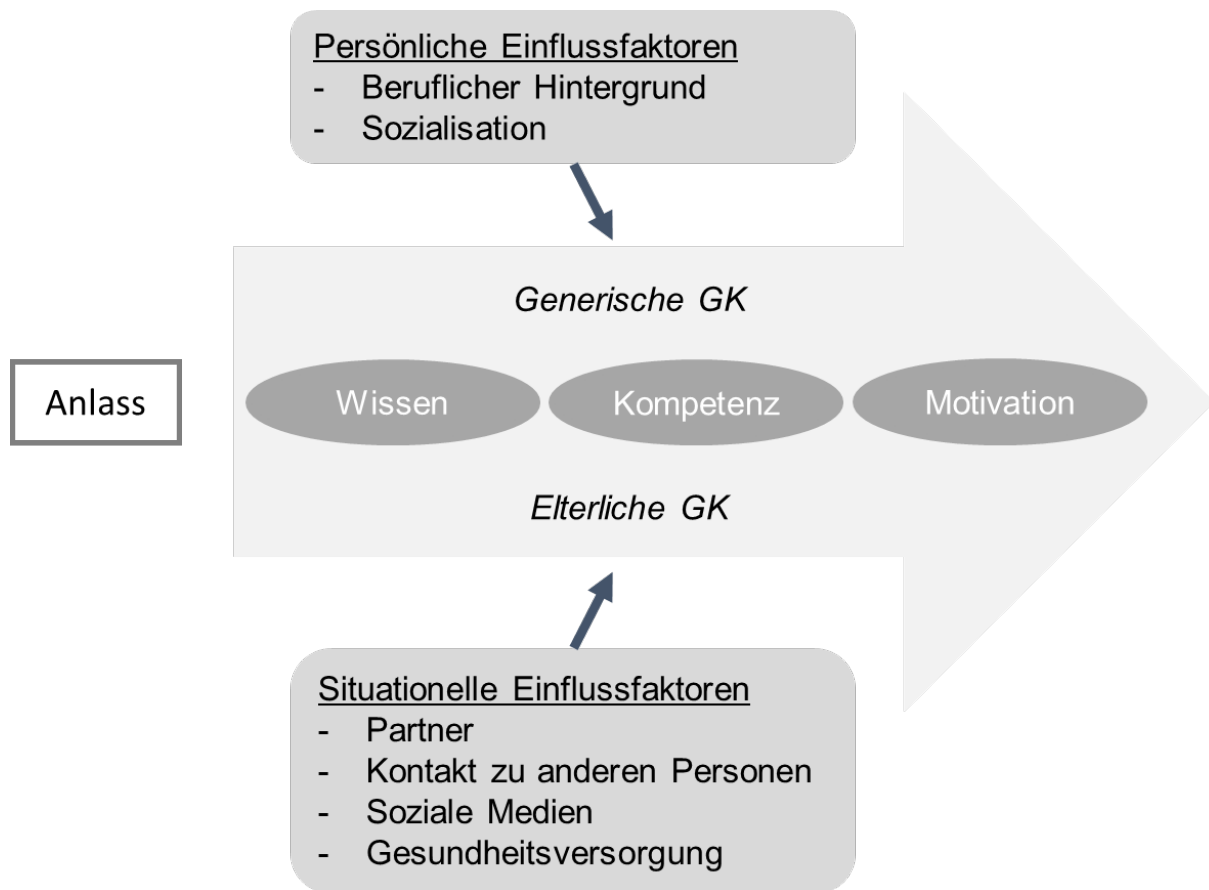 Persönliche Einflussfaktoren
- Beruflicher Hintergrund
- Sozialisation
Generische GK
Anlass
Wissen
Kompetenz
Motivation
Elterliche GK
Situationelle Einflussfaktoren
- Partner
- Kontakt zu anderen Personen
- Soziale Medien
- Gesundheitsversorgung